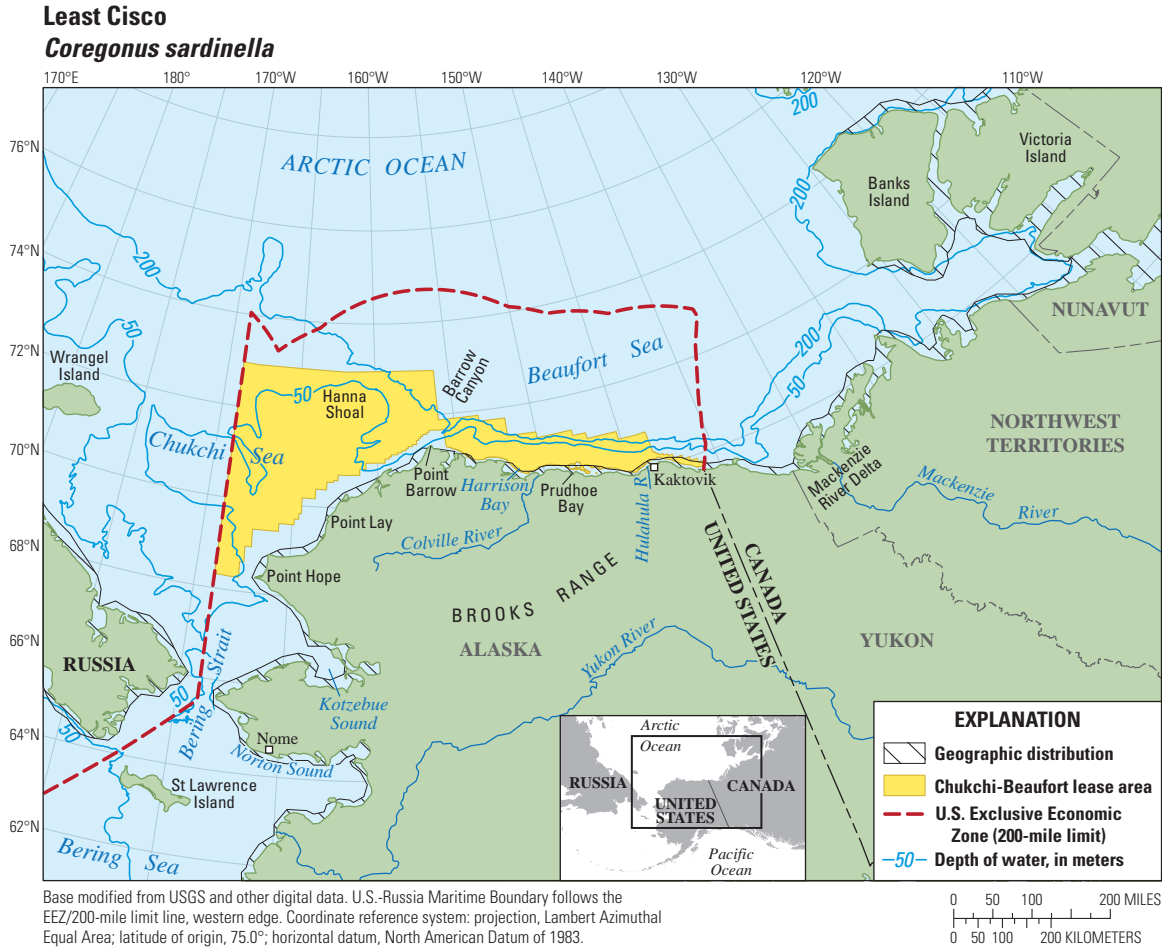 Least Cisco
Coregonus sardinella
170°E 180° 170°W 160°W 150°W 140°W 130°W 120°W 110°W
76°N
74°N
72°N
70°N
68°N
66°N
64°N
62°N
ARCTIC OCEAN
200
200
Victoria
Island
Banks
Island
200
NUNAVUT
50
Wrangel
Island
Beaufort Sea
Barrow
Canyon
200
50
50
Hanna
Shoal
Chukchi Sea
NORTHWEST
TERRITORIES
Point
Barrow
Harrison
Bay
Prudhoe
Bay
Hulahula R
Kaktovik
Mackenzie
River Delta
Mackenzie
River
Point Lay
Colville River
Point Hope
BROOKS RANGE
CANADA
UNITED STATES
ALASKA
YUKON
Yukon River
RUSSIA
Bering Strait
50
Kotzebue
Sound
50
Nome
Norton Sound
St Lawrence
Island
Bering Sea
Arctic
Ocean
RUSSIA
UNITED
STATES
CANADA
Pacific
Ocean
EXPLANATION
Geographic distribution
Chukchi-Beaufort lease area
U.S. Exclusive Economic
Zone (200-mile limit)
50 Depth of water, in meters
Base modified from USGS and other digital data. U.S.-Russia Maritime Boundary follows the
EEZ/200-mile limit line, western edge. Coordinate reference system: projection, Lambert Azimuthal
Equal Area; latitude of origin, 75.0°; horizontal datum, North American Datum of 1983.
0 50 100 200 MILES
0 50 100 200 KILOMETERS